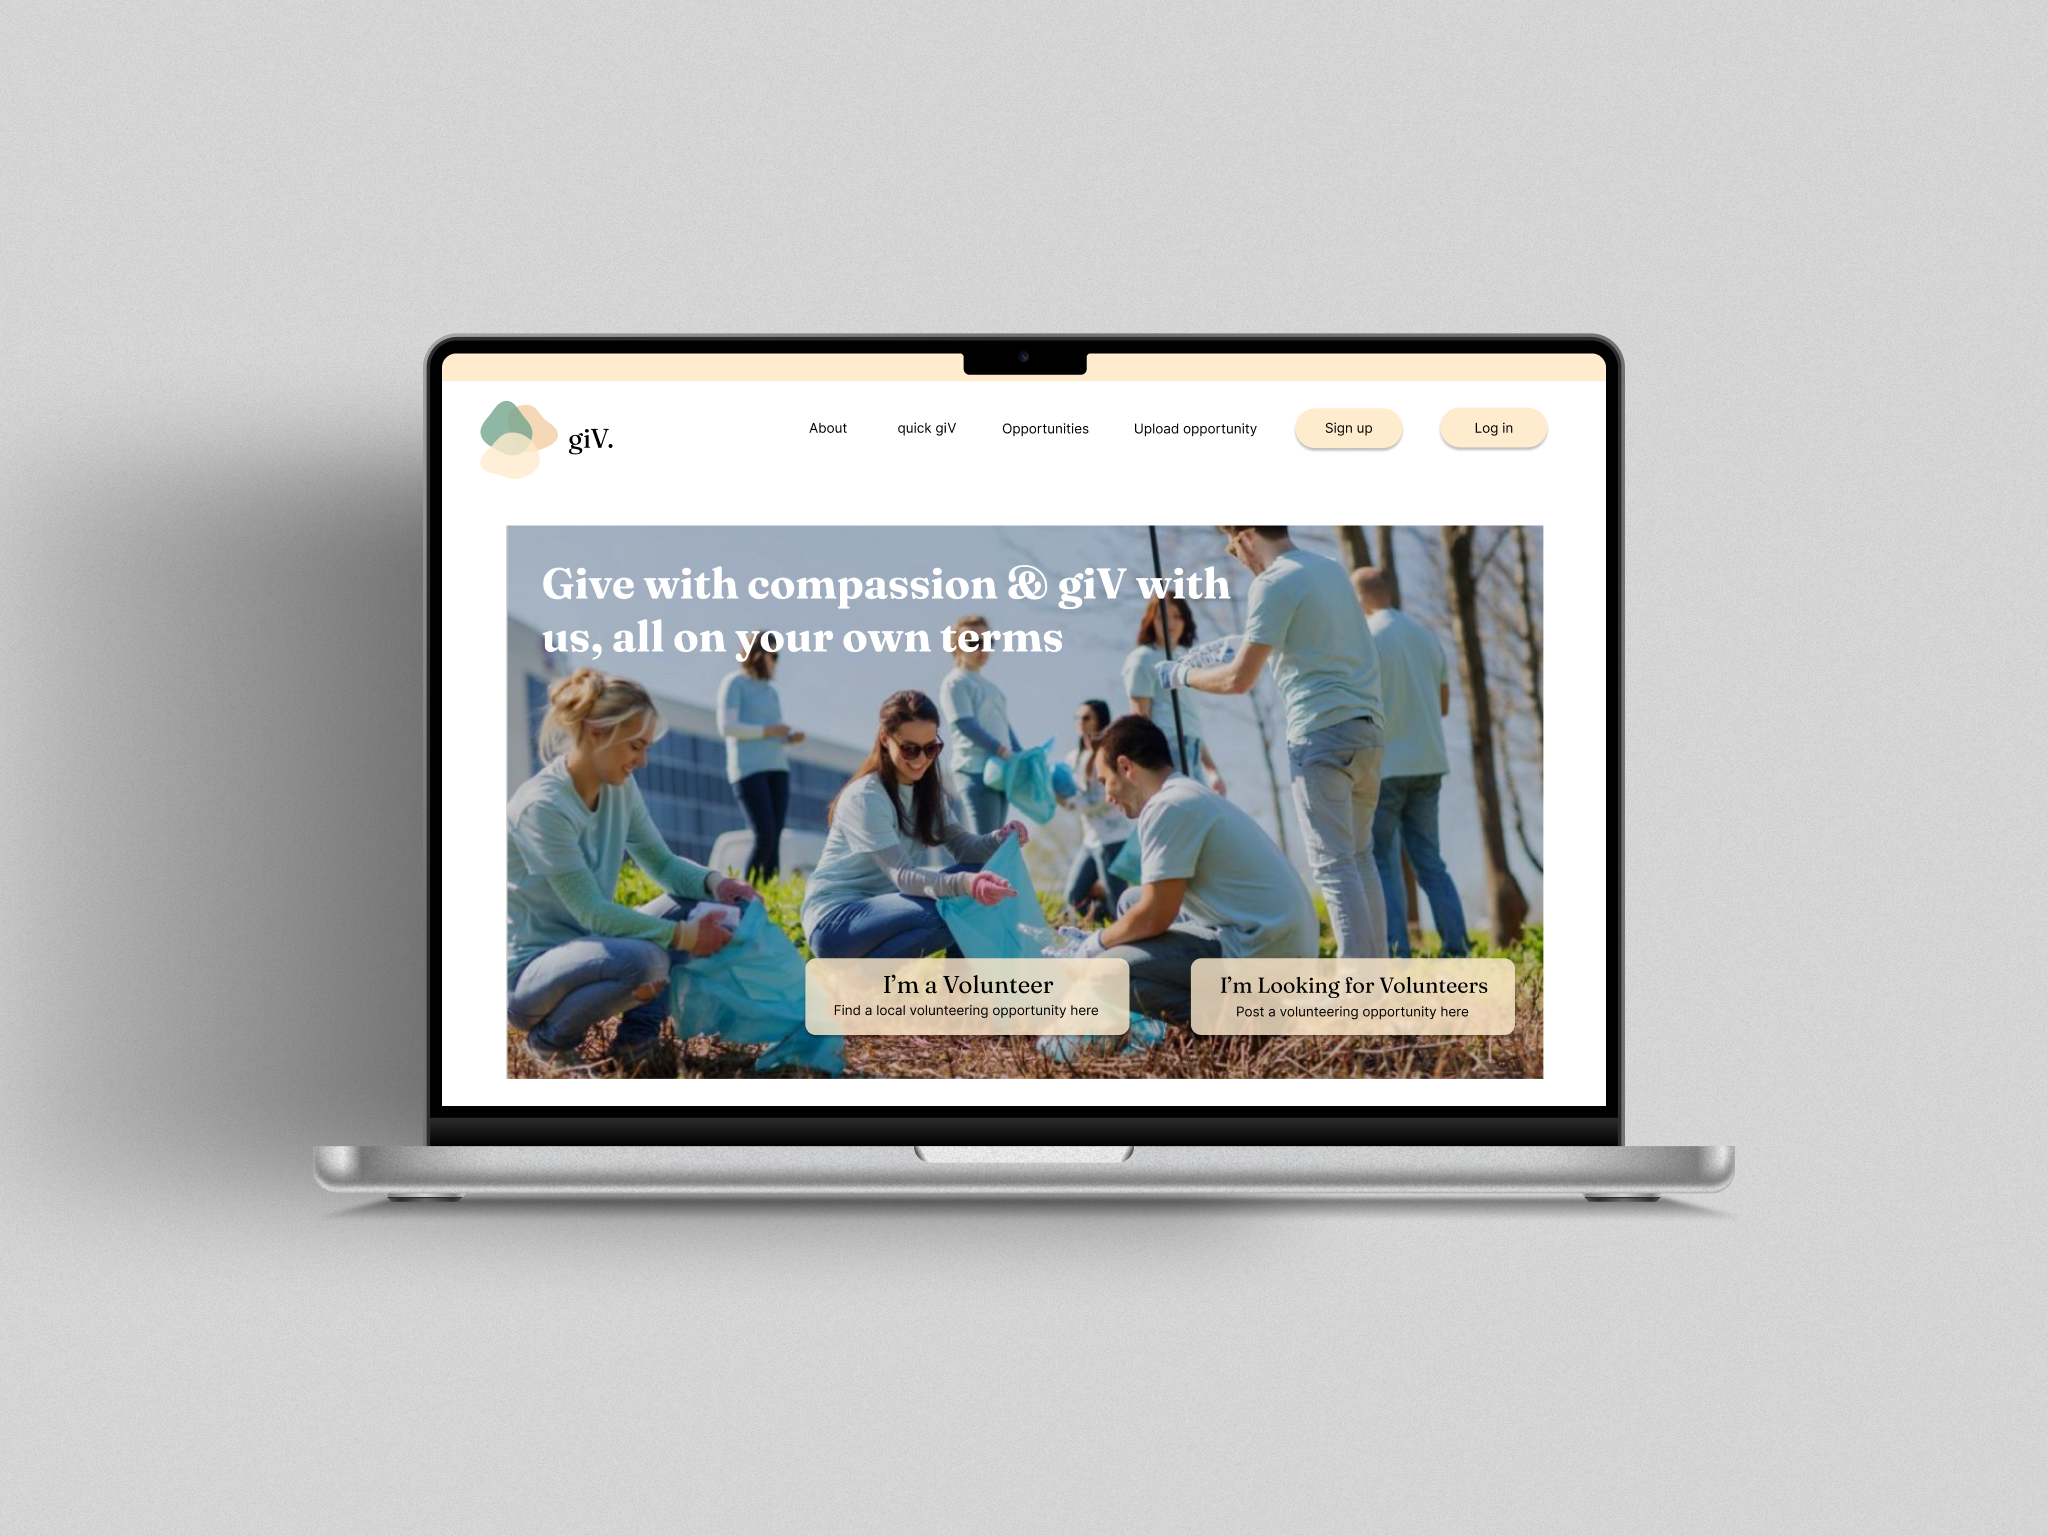 giV.
About
quick giV
Opportunities
Upload opportunity
Sign up
Log in
Give with compassion & giV with
us, all on your own terms
I'm a Volunteer
Find a local volunteering opportunity here
I'm Looking for Volunteers
Post a volunteering opportunity here